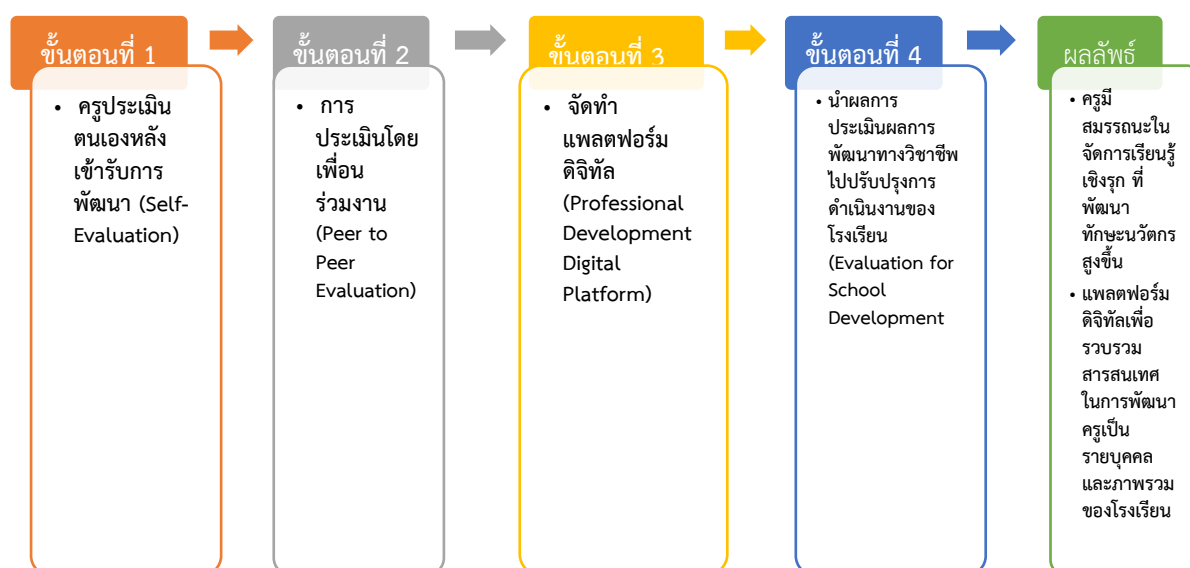 ขั้นตอนที่ 1
• ครูประเมิน
ตนเองหลัง
เข้ารับการ
พัฒนา (Self-
Evaluation)
ขั้นตอนที่ 2
• การ
ประเมินโดย
เพื่อน
ร่วมงาน
(Peer to
Peer
Evaluation)
ขั้นตอนที่ 3
• จัดทำ
แพลตฟอร์ม
ดิจิทัล
(Professional
Development
Digital
Platform)
ขั้นตอนที่ 4
• นำผลการ
ประเมินผลการ
พัฒนาทางวิชาชีพ
ไปปรับปรุงการ
ดำเนินงานของ
โรงเรียน
(Evaluation for
School
Development
ผลลัพธ์
• ครูมี
สมรรถนะใน
จัดการเรียนรู้
เชิงรุก ที่
พัฒนา
ทักษะนวัตกร
สูงขึ้น
• แพลตฟอร์ม
ดิจิทัลเพื่อ
รวบรวม
สารสนเทศ
ในการพัฒนา
ครูเป็น
รายบุคคล
และภาพรวม
ของโรงเรียน